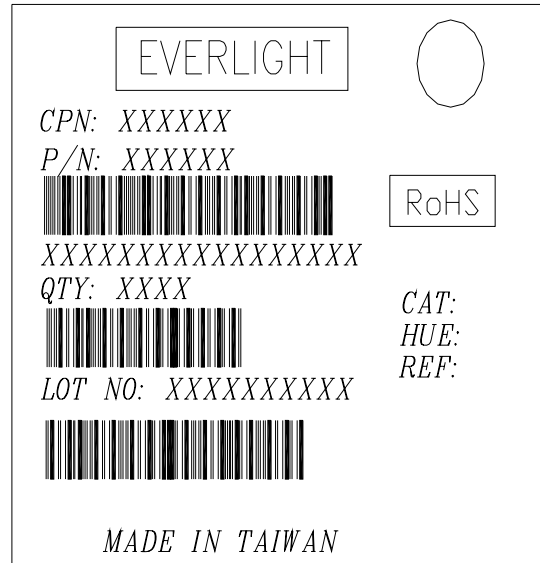 EVERLIGHT
CPN: XXXXXX
P/N: XXXXXX
RoHS
XXXXXXXXXXXXXXXXX
QTY: XXXX
CAT:
HUE:
REF:
LOT NO: XXXXXXXXXX
MADE IN TAIWAN